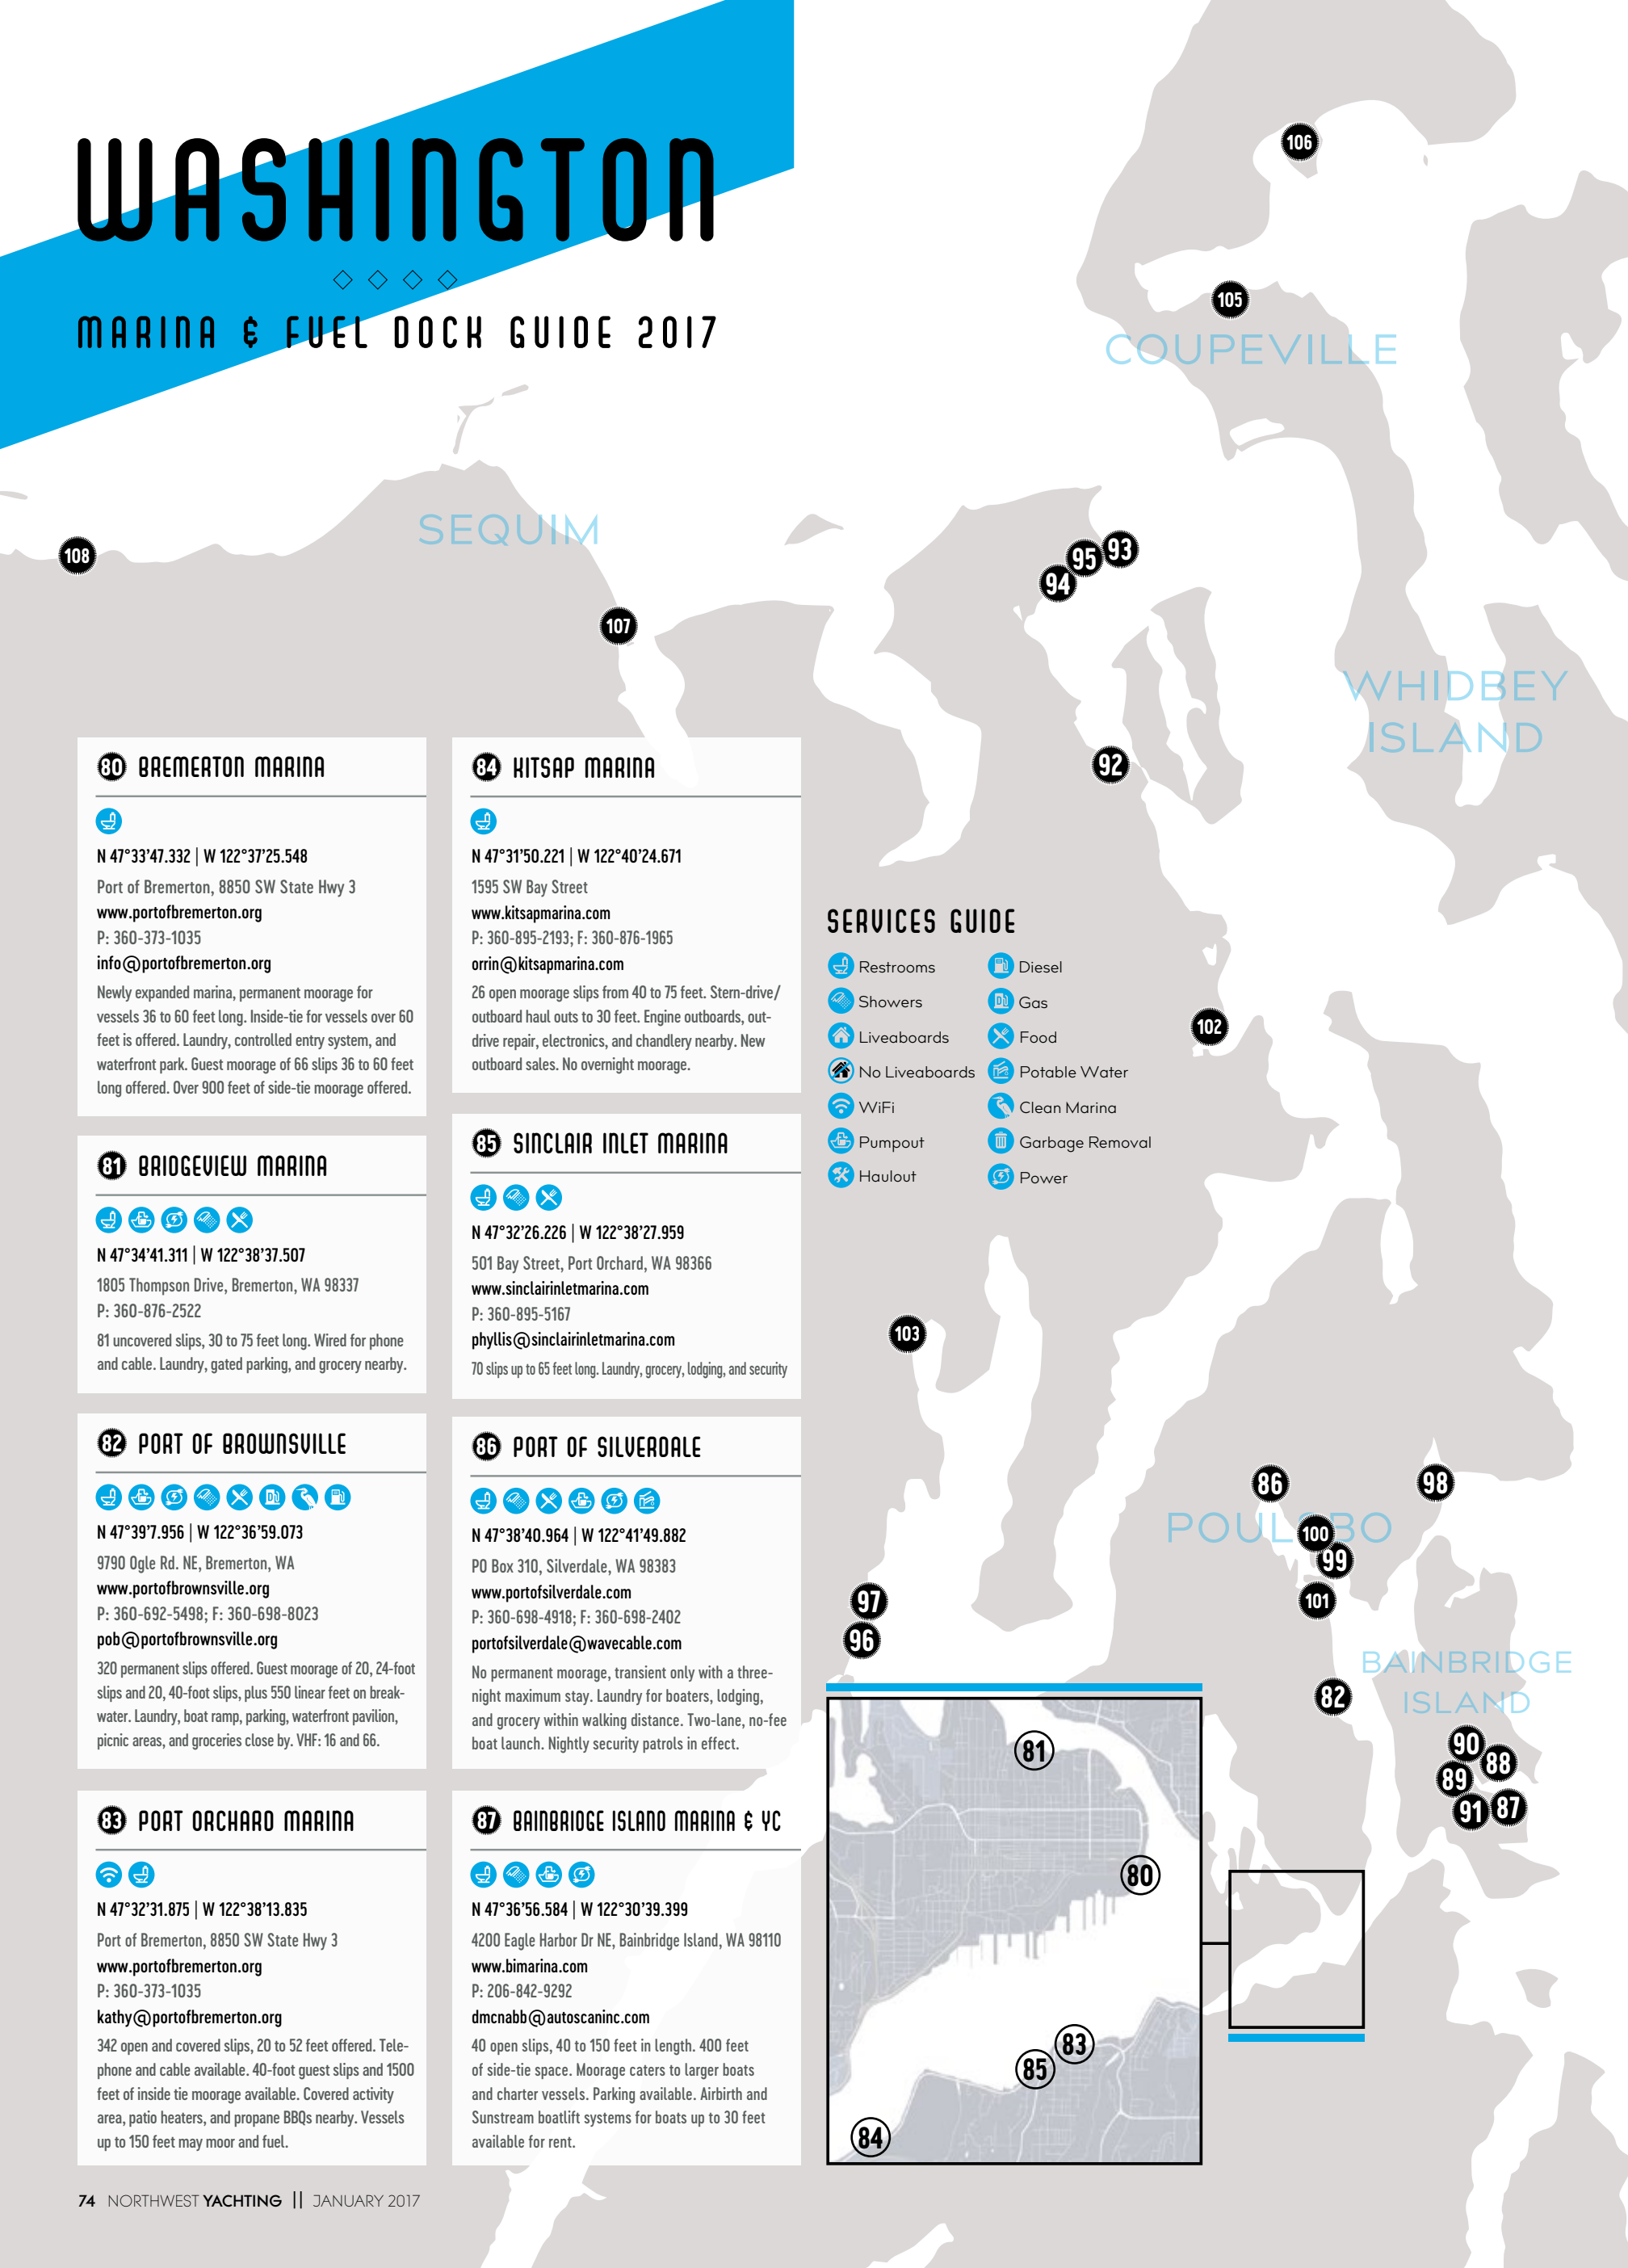 WASHINGTON
MARINA & FUEL DOCK GUIDE 2017
106
105
COUPEVILLE
SEQUIM
108
107
93
95
94
WHIDBEY
ISLAND
92
80 BREMERTON MARINA
N 47°33'47.332 | W 122°37'25.548
Port of Bremerton, 8850 SW State Hwy 3
www.portofbremerton.org
P: 360-373-1035
info@portofbremerton.org
Newly expanded marina, permanent moorage for
vessels 36 to 60 feet long. Inside-tie for vessels over 60
feet is offered. Laundry, controlled entry system, and
waterfront park. Guest moorage of 66 slips 36 to 60 feet
long offered. Over 900 feet of side-tie moorage offered.
81 BRIDGEVIEW MARINA
N 47°34'41.311 | W 122°38'37.507
1805 Thompson Drive, Bremerton, WA 98337
P: 360-876-2522
81 uncovered slips, 30 to 75 feet long. Wired for phone
and cable. Laundry, gated parking, and grocery nearby.
82 PORT OF BROWNSVILLE
N 47°39'7.956 | W 122°36'59.073
9790 Ogle Rd. NE, Bremerton, WA
www.portofbrownsville.org
P: 360-692-5498; F: 360-698-8023
pob@portofbrownsville.org
320 permanent slips offered. Guest moorage of 20, 24-foot
slips and 20, 40-foot slips, plus 550 linear feet on break-
water. Laundry, boat ramp, parking, waterfront pavilion,
picnic areas, and groceries close by. VHF: 16 and 66.
83 PORT ORCHARD MARINA
N 47°32'31.875 | W 122°38'13.835
Port of Bremerton, 8850 SW State Hwy 3
www.portofbremerton.org
P: 360-373-1035
kathy@portofbremerton.org
342 open and covered slips, 20 to 52 feet offered. Tele-
phone and cable available. 40-foot guest slips and 1500
feet of inside tie moorage available. Covered activity
area, patio heaters, and propane BBQs nearby. Vessels
up to 150 feet may moor and fuel.
84 KITSAP MARINA
N 47°31'50.221 | W 122°40'24.671
1595 SW Bay Street
www.kitsapmarina.com
P: 360-895-2193; F: 360-876-1965
orrin@kitsapmarina.com
26 open moorage slips from 40 to 75 feet. Stern-drive/
outboard haul outs to 30 feet. Engine outboards, out-
drive repair, electronics, and chandlery nearby. New
outboard sales. No overnight moorage.
85 SINCLAIR INLET MARINA
N 47°32'26.226 | W 122°38'27.959
501 Bay Street, Port Orchard, WA 98366
www.sinclairinletmarina.com
P: 360-895-5167
phyllis@sinclairinletmarina.com
70 slips up to 65 feet long. Laundry, grocery, lodging, and security
86 PORT OF SILVERDALE
N 47°38'40.964 | W 122°41'49.882
PO Box 310, Silverdale, WA 98383
www.portofsilverdale.com
P: 360-698-4918; F: 360-698-2402
portofsilverdale@wavecable.com
No permanent moorage, transient only with a three-
night maximum stay. Laundry for boaters, lodging,
and grocery within walking distance. Two-lane, no-fee
boat launch. Nightly security patrols in effect.
87 BAINBRIDGE ISLAND MARINA & YC
N 47°36'56.584 | W 122°30'39.399
4200 Eagle Harbor Dr NE, Bainbridge Island, WA 98110
www.bimarina.com
P: 206-842-9292
dmcnabb@autoscaninc.com
40 open slips, 40 to 150 feet in length. 400 feet
of side-tie space. Moorage caters to larger boats
and charter vessels. Parking available. Airbirth and
Sunstream boatlift systems for boats up to 30 feet
available for rent.
SERVICES GUIDE
Restrooms
Showers
Liveaboards
No Liveaboards
WiFi
Pumpout
Haulout
Diesel
Gas
Food
Potable Water
Clean Marina
Garbage Removal
Power
102
103
86
98
POULSBO
100
99
101
97
96
BAINBRIDGE
ISLAND
82
90
88
89
91
87
81
80
83
85
84
74 NORTHWEST YACHTING || JANUARY 2017